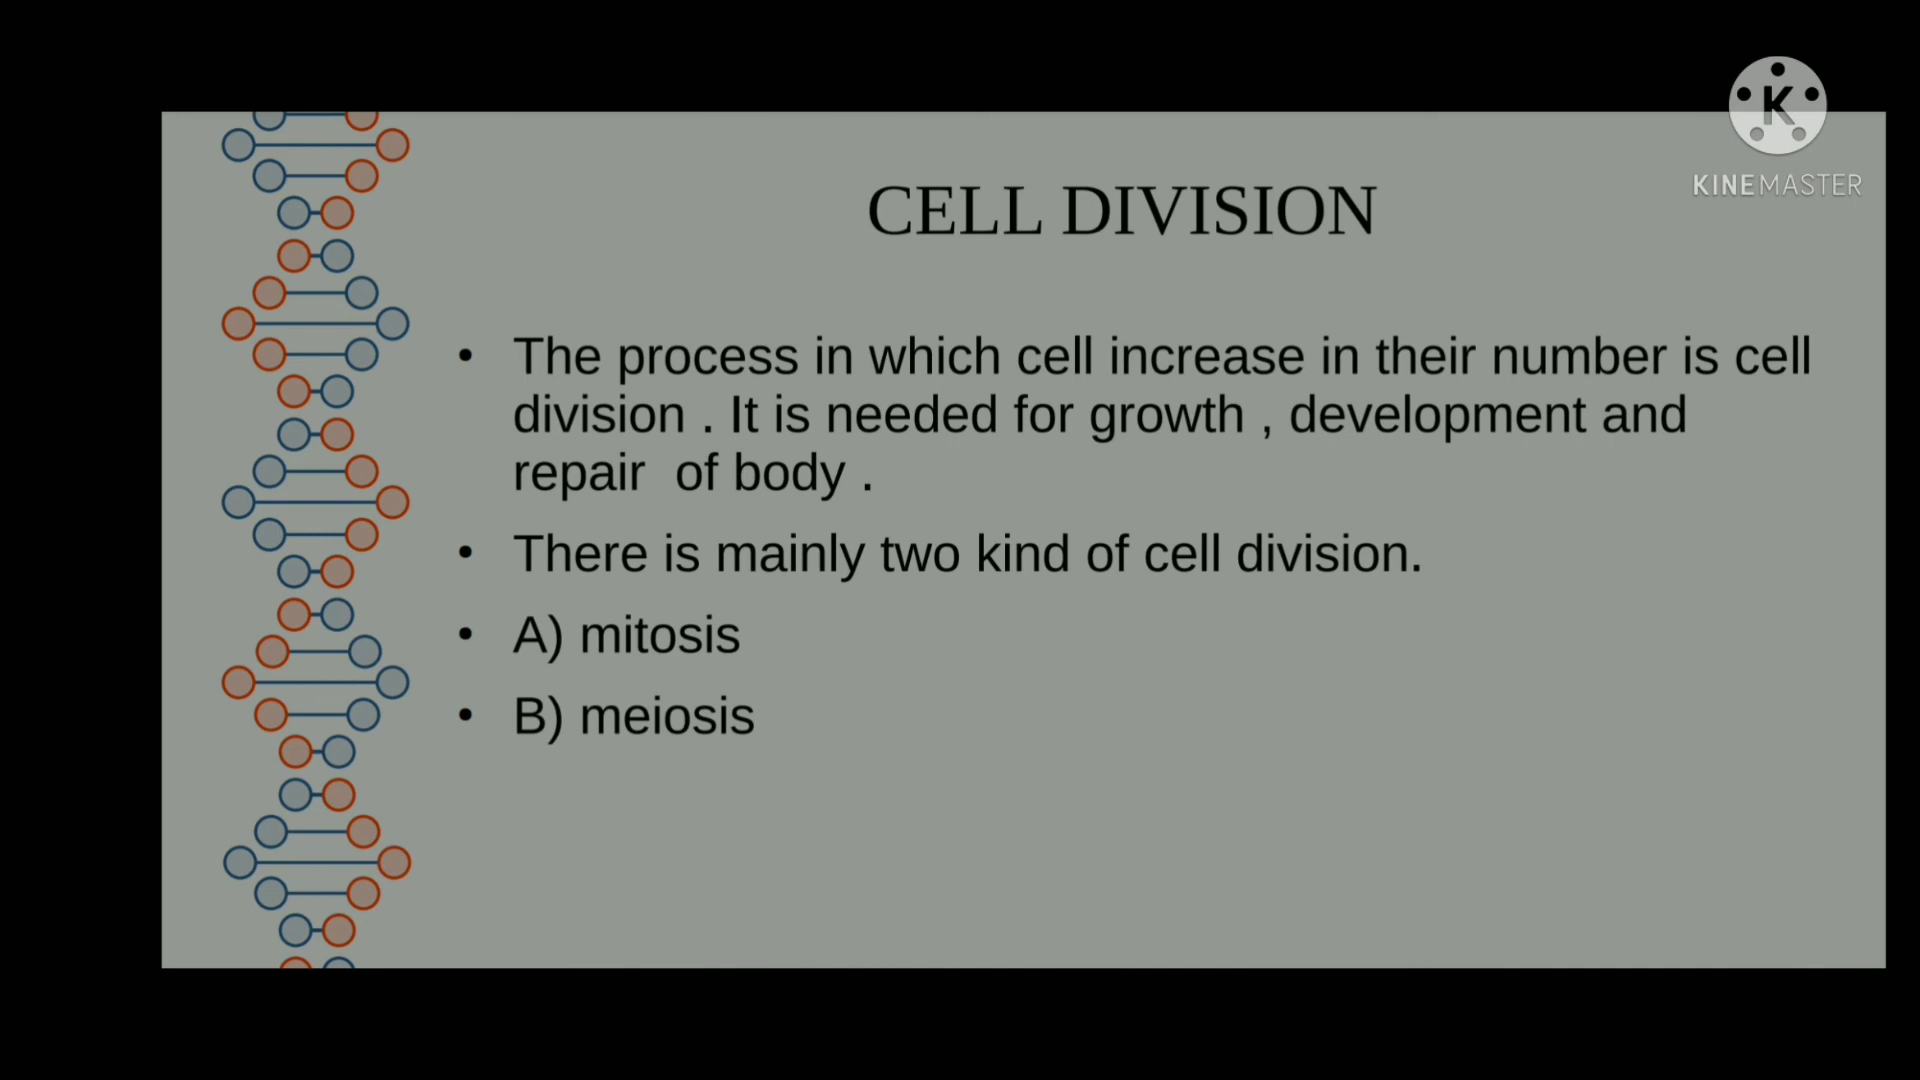 K
KINEMASTER
CELL DIVISION
• The process in which cell increase in their number is cell
division . It is needed for growth , development and
repair  of body .
• There is mainly two kind of cell division.
• A) mitosis
• B) meiosis